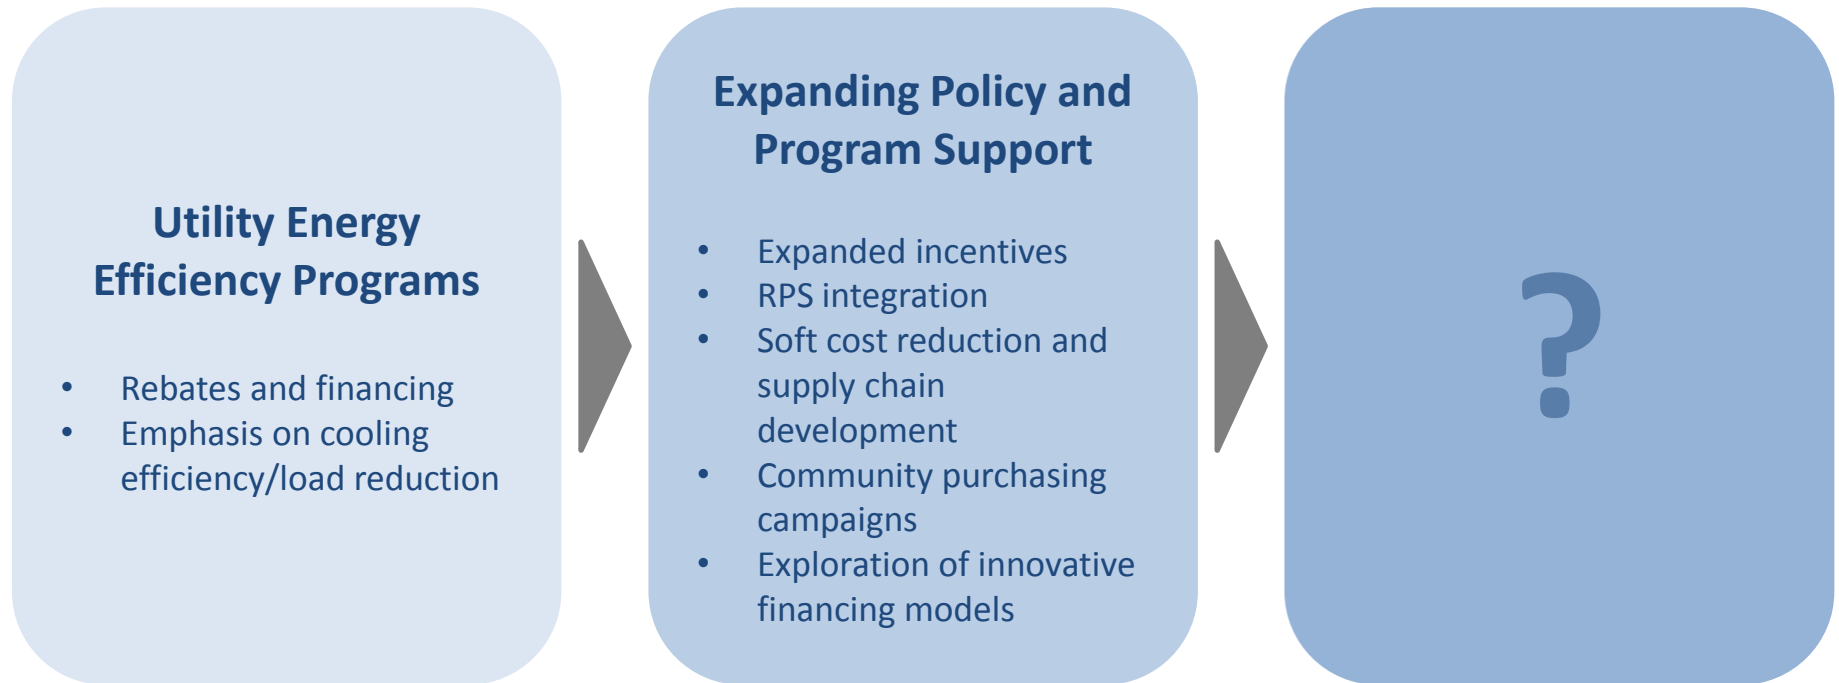 Utility Energy
Efficiency Programs
• Rebates and financing
• Emphasis on cooling
efficiency/load reduction
Expanding Policy and
Program Support
• Expanded incentives
• RPS integration
• Soft cost reduction and
supply chain
development
• Community purchasing
campaigns
• Exploration of innovative
financing models
?